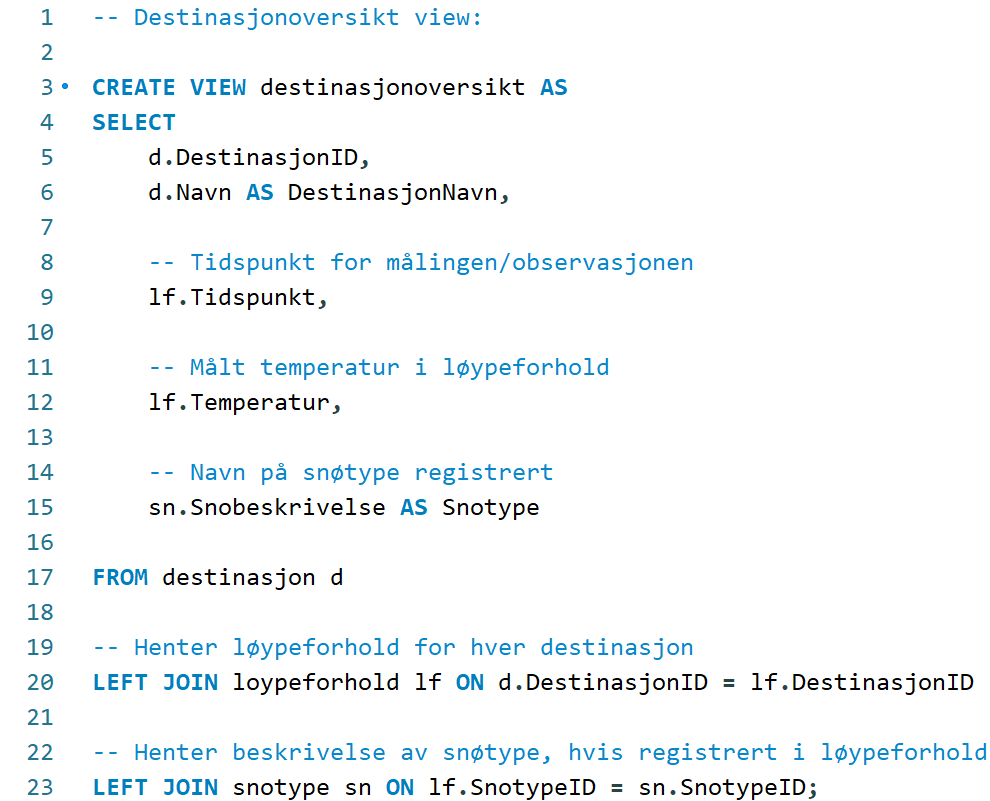 1 -- Destinasjonoversikt view:
2
3 CREATE VIEW destinasjonoversikt AS
4 SELECT
5 d.DestinasjonID,
6 d.Navn AS DestinasjonNavn,
7
8 -- Tidspunkt for målingen/observasjonen
9 lf.Tidspunkt,
10
11 -- Målt temperatur i løypeforhold
12 lf.Temperatur,
13
14 -- Navn på snøtype registrert
15 sn.Snobeskrivelse AS Snotype
16
17 FROM destinasjon d
18
19 -- Henter løypeforhold for hver destinasjon
20 LEFT JOIN loypeforhold lf ON d.DestinasjonID = lf.DestinasjonID
21
22 -- Henter beskrivelse av snøtype, hvis registrert i løypeforhold
23 LEFT JOIN snotype sn ON lf.SnotypeID = sn.SnotypeID;